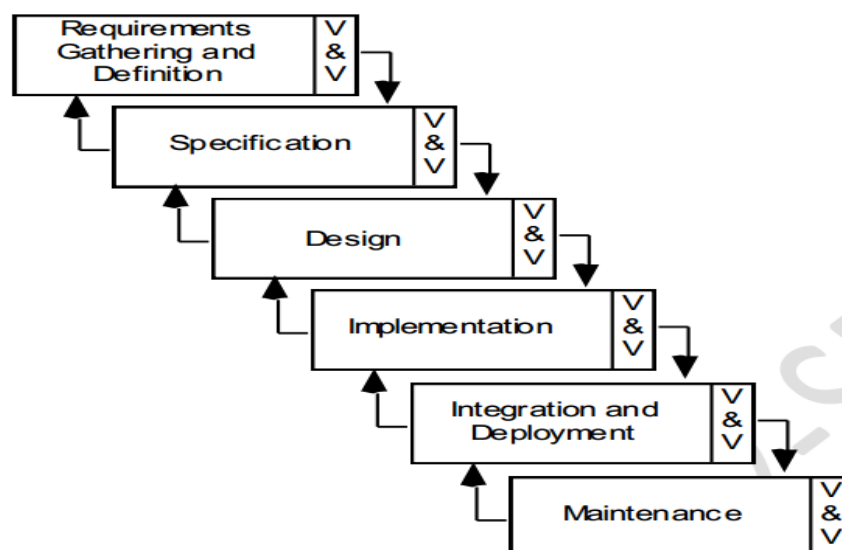 Requirements
Gathering and
Definition
V
&
V
Specification
V
&
V
Design
V
&
V
Implementation
V
&
V
Integration and
Deployment
V
&
V
Maintenance
V
&
V